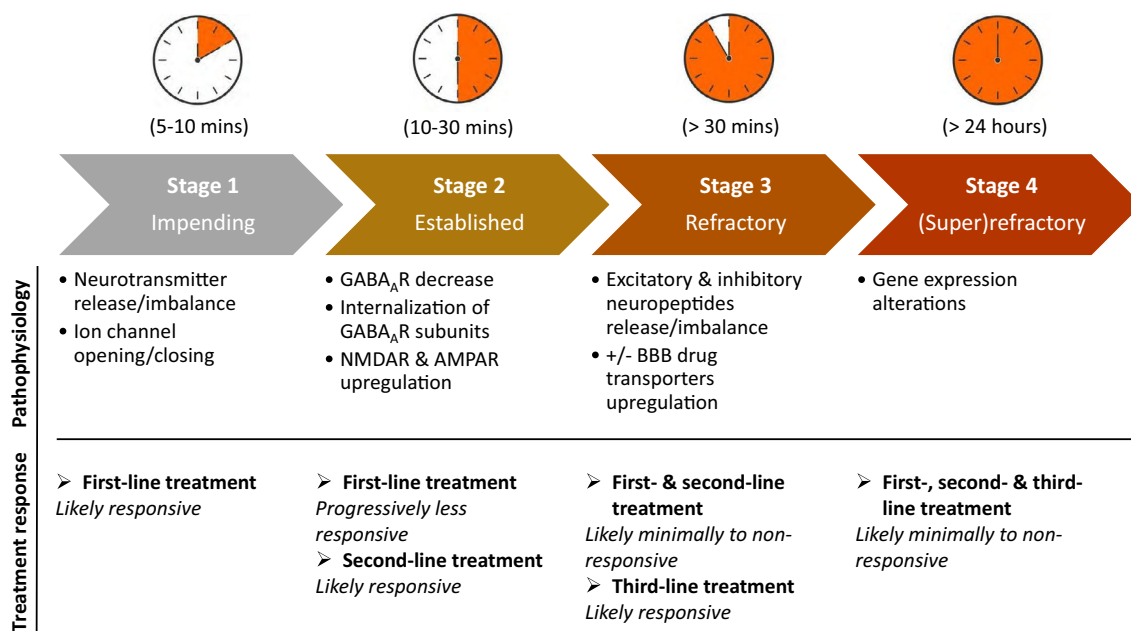 (5-10 mins)
(10-30 mins)
(> 30 mins)
(> 24 hours)
Stage 1
Impending
Stage 2
Established
Stage 3
Refractory
Stage 4
(Super)refractory
Pathophysiology
• Neurotransmitter
release/imbalance
• Ion channel
opening/closing
• GABAAR decrease
• Internalization of
GABAAR subunits
• NMDAR & AMPAR
upregulation
• Excitatory & inhibitory
neuropeptides
release/imbalance
• +/- BBB drug
transporters
upregulation
• Gene expression
alterations
Treatment response
➢ First-line treatment
Likely responsive
➢ First-line treatment
Progressively less
responsive
➢ Second-line treatment
Likely responsive
➢ First- & second-line
treatment
Likely minimally to non-
responsive
➢ Third-line treatment
Likely responsive
➢ First-, second- & third-
line treatment
Likely minimally to non-
responsive